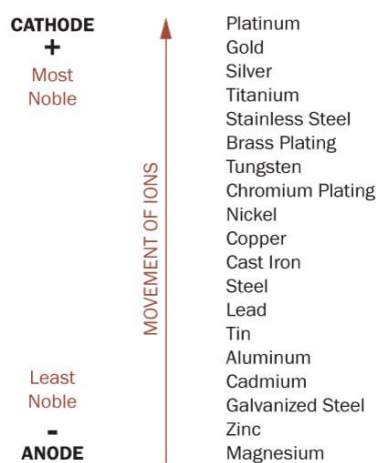 CATHODE
+
Most
Noble
MOVEMENT OF IONS
Least
Noble
-
ANODE
Platinum
Gold
Silver
Titanium
Stainless Steel
Brass Plating
Tungsten
Chromium Plating
Nickel
Copper
Cast Iron
Steel
Lead
Tin
Aluminum
Cadmium
Galvanized Steel
Zinc
Magnesium